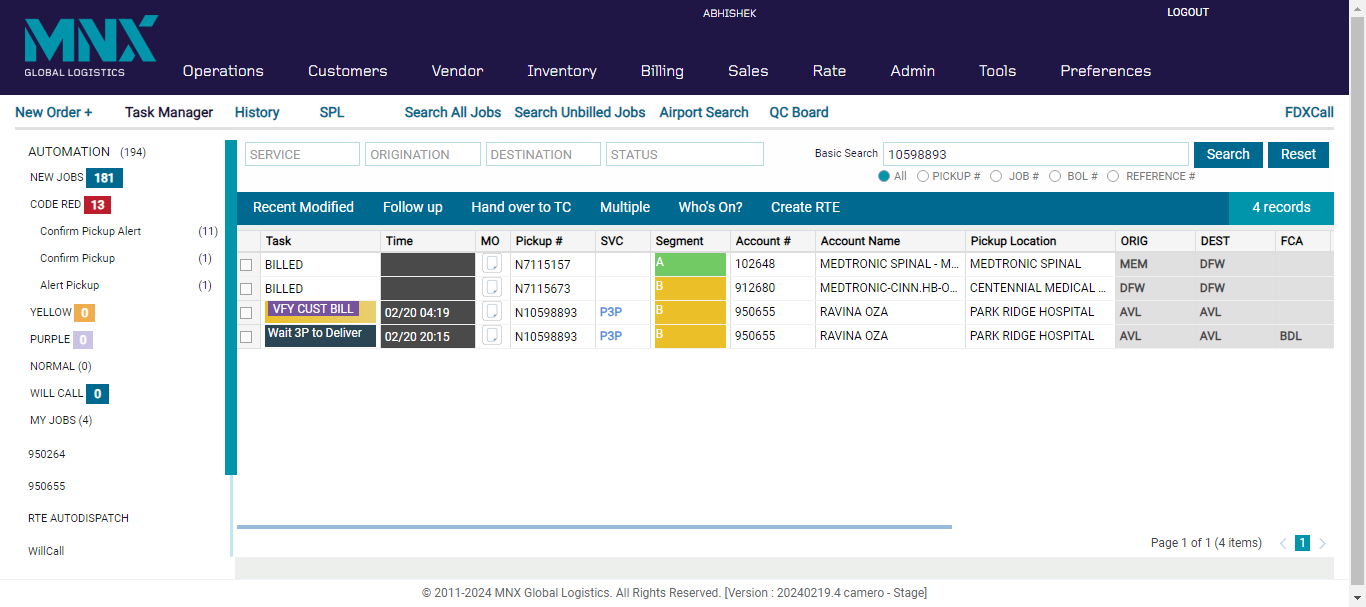 ABHISHEK
LOGOUT
MNX
GLOBAL LOGISTICS
Operations Customers Vendor Inventory Billing Sales Rate Admin Tools Preferences
New Order + Task Manager History SPL Search All Jobs Search Unbilled Jobs Airport Search QC Board FDXCall
AUTOMATION (194)
NEW JOBS 181
CODE RED 13
Confirm Pickup Alert (11)
Confirm Pickup (1)
Alert Pickup (1)
YELLOW 0
PURPLE 0
NORMAL (0)
WILL CALL 0
MY JOBS (4)
950264
950655
RTE AUTODISPATCH
WillCall
SERVICE ORIGINATION DESTINATION STATUS Basic Search 10598893 Search Reset
All PICKUP # JOB # BOL # REFERENCE #
Recent Modified Follow up Hand over to TC Multiple Who's On? Create RTE 4 records
Task Time MO Pickup # SVC Segment Account # Account Name Pickup Location ORIG DEST FCA
BILLED N7115157 A 102648 MEDTRONIC SPINAL - M... MEDTRONIC SPINAL MEM DFW
BILLED N7115673 B 912680 MEDTRONIC-CINN.HB-O... CENTENNIAL MEDICAL ... DFW DFW
VFY CUST BILL 02/20 04:19 N10598893 P3P B 950655 RAVINA OZA PARK RIDGE HOSPITAL AVL AVL
Wait 3P to Deliver 02/20 20:15 N10598893 P3P B 950655 RAVINA OZA PARK RIDGE HOSPITAL AVL AVL BDL
Page 1 of 1 (4 items) 1
© 2011-2024 MNX Global Logistics. All Rights Reserved. [Version : 20240219.4 camero - Stage]